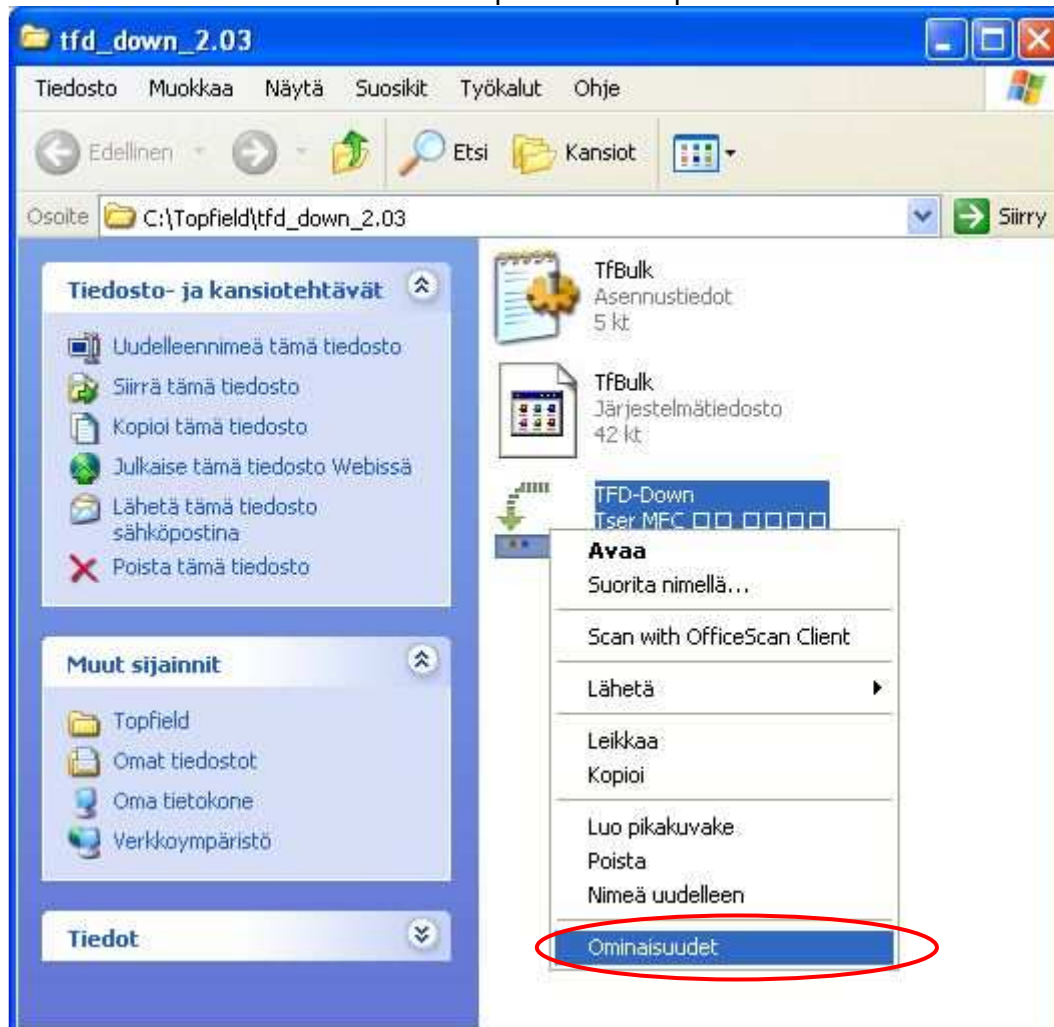 tfd_down_2.03
Tiedosto Muokkaa Näytä Suosikit Työkalut Ohje
Edellinen Etsi Kansiot
Osoite C:\Topfield\tfd_down_2.03 Siirry
Tiedosto- ja kansiotehtävät
Uudelleennimeä tämä tiedosto
Siirrä tämä tiedosto
Kopioi tämä tiedosto
Julkaise tämä tiedosto Webissä
Lähetä tämä tiedosto
sähköpostina
Poista tämä tiedosto
Muut sijainnit
Topfield
Omat tiedostot
Oma tietokone
Verkkoympäristö
Tiedot
TfBulk
Asennustiedot
5 kt
TfBulk
Järjestelmätiedosto
42 kt
TFD-Down
Tser MFC □□ □□□□
Avaa
Suorita nimellä...
Scan with OfficeScan Client
Lähetä
Leikkaa
Kopioi
Luo pikakuvake
Poista
Nimeä uudelleen
Ominaisuudet